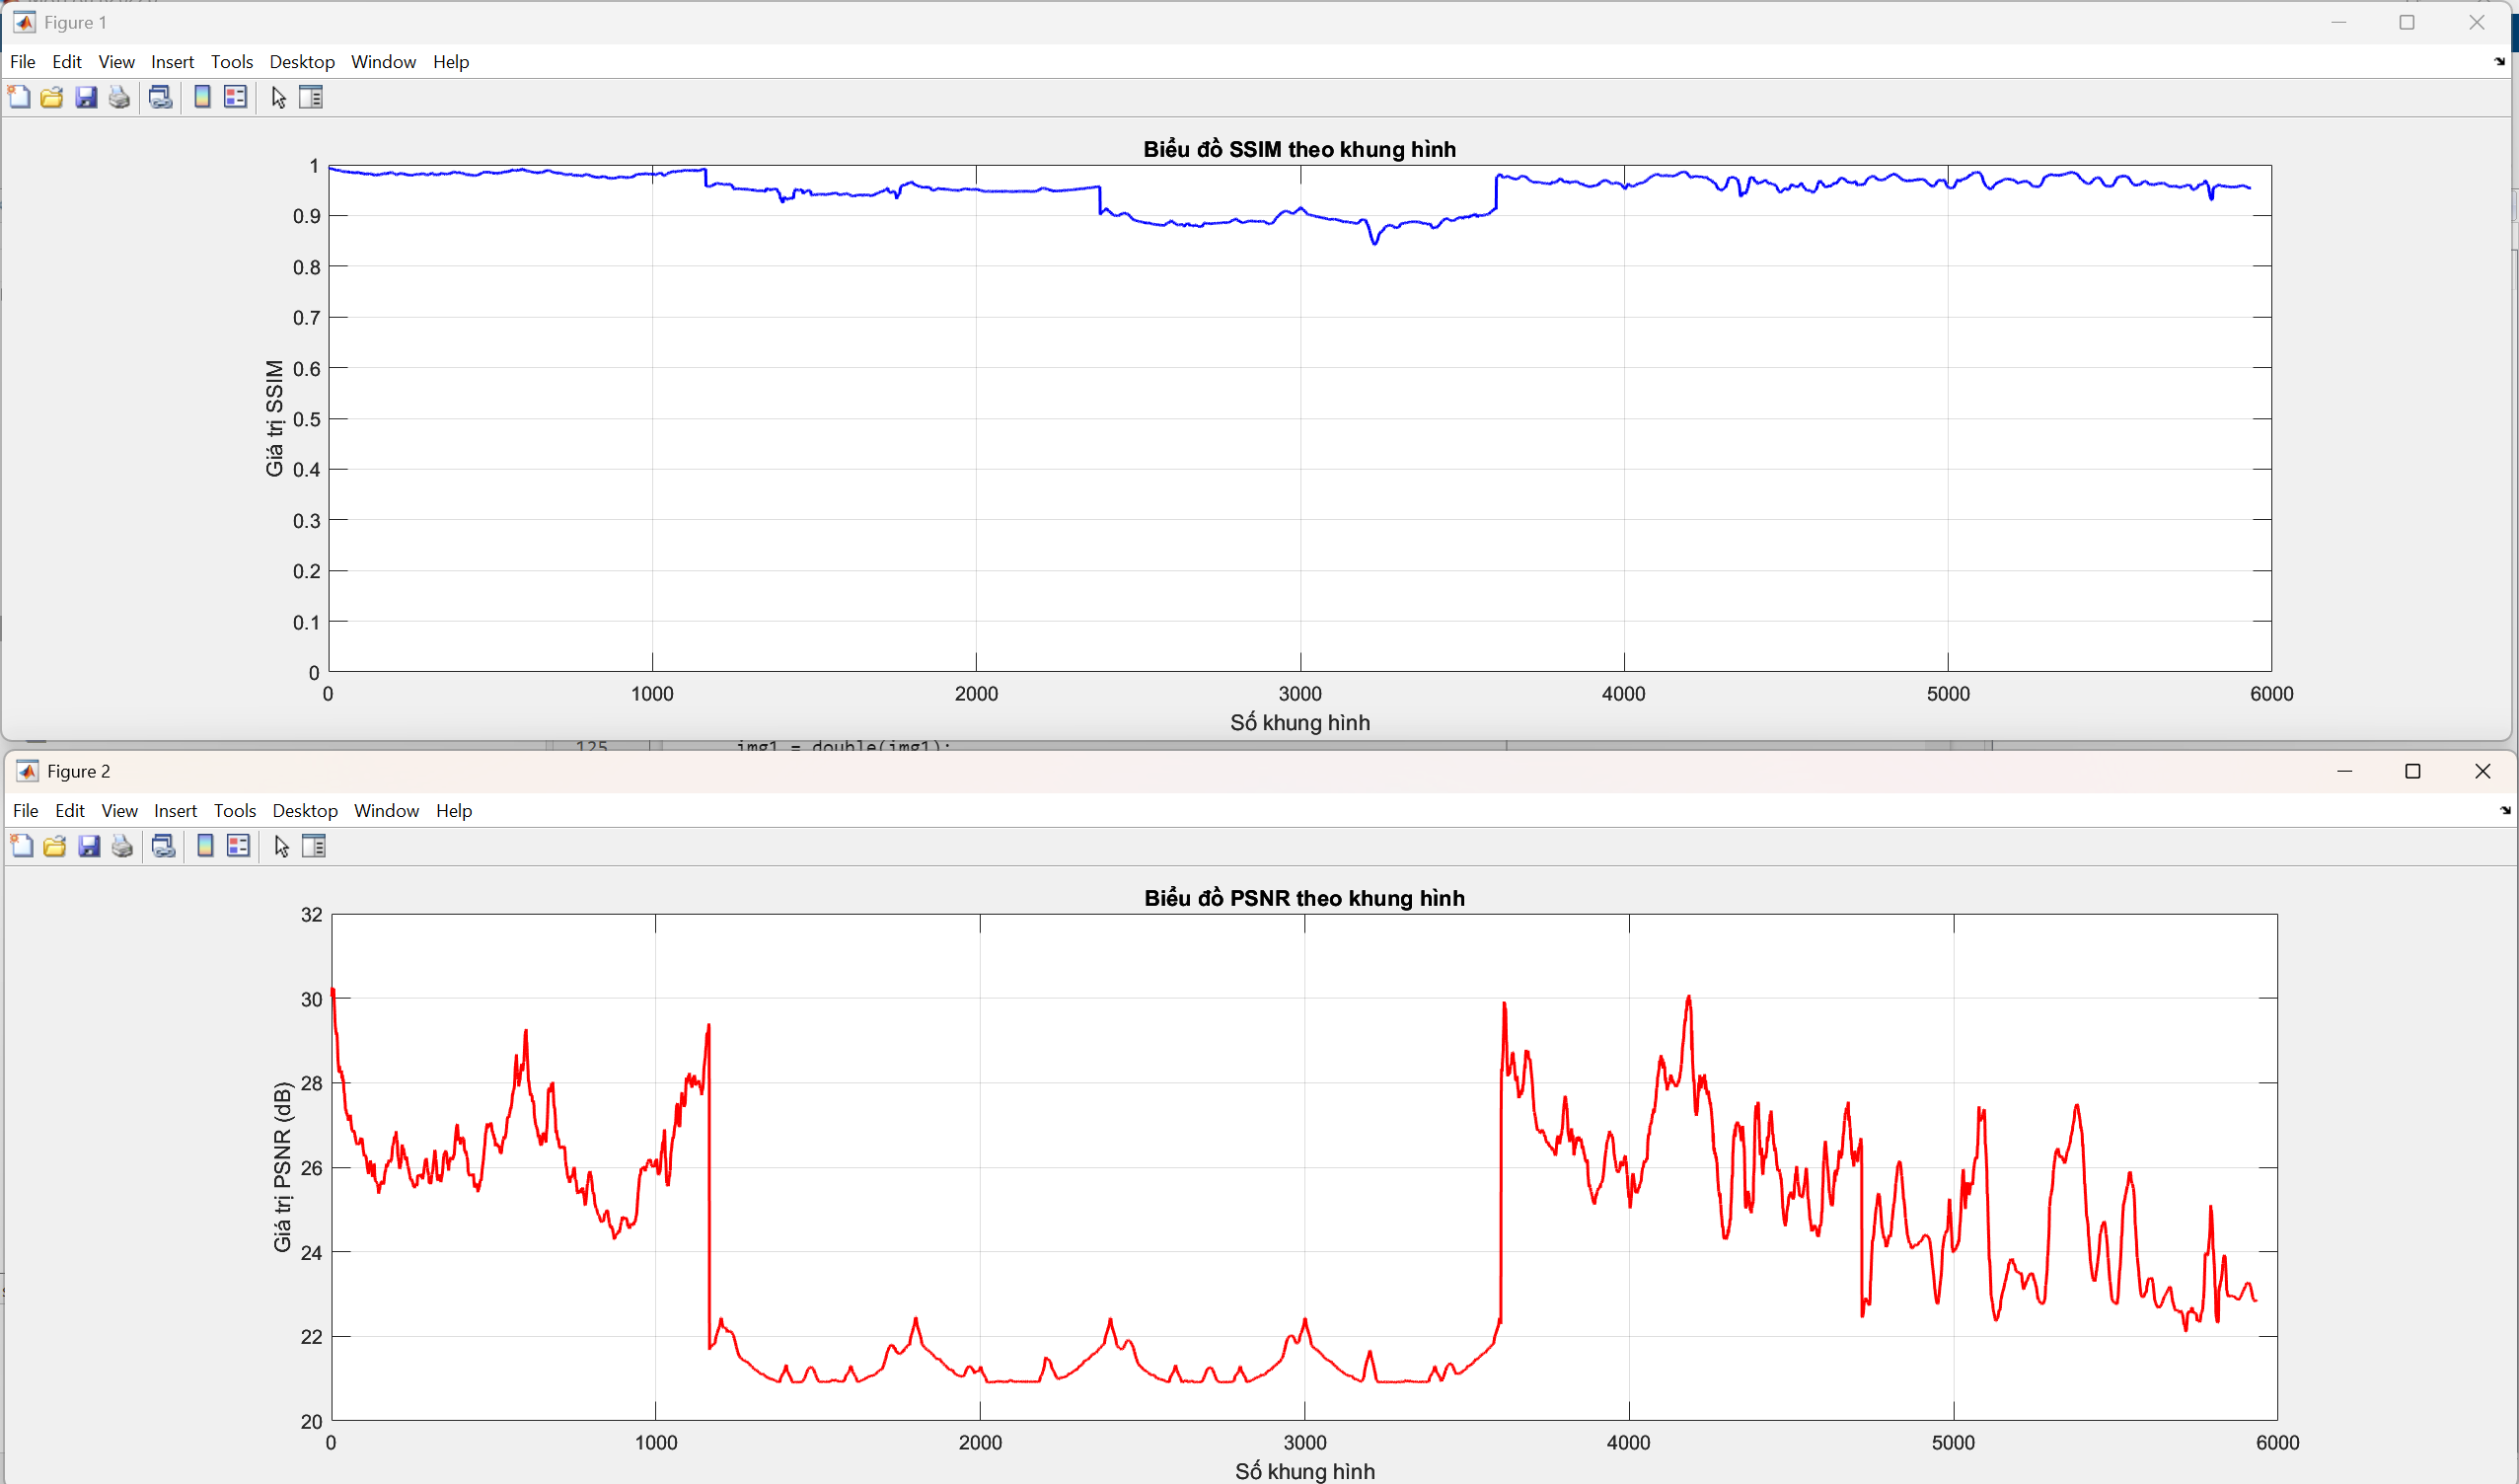 Figure 1
File Edit View Insert Tools Desktop Window Help
Biểu đồ SSIM theo khung hình
Giá trị SSIM
1
0.9
0.8
0.7
0.6
0.5
0.4
0.3
0.2
0.1
0
0 1000 2000 3000 4000 5000 6000
Số khung hình
125 img1 = double(img1);
Figure 2
File Edit View Insert Tools Desktop Window Help
Biểu đồ PSNR theo khung hình
Giá trị PSNR (dB)
32
30
28
26
24
22
20
0 1000 2000 3000 4000 5000 6000
Số khung hình